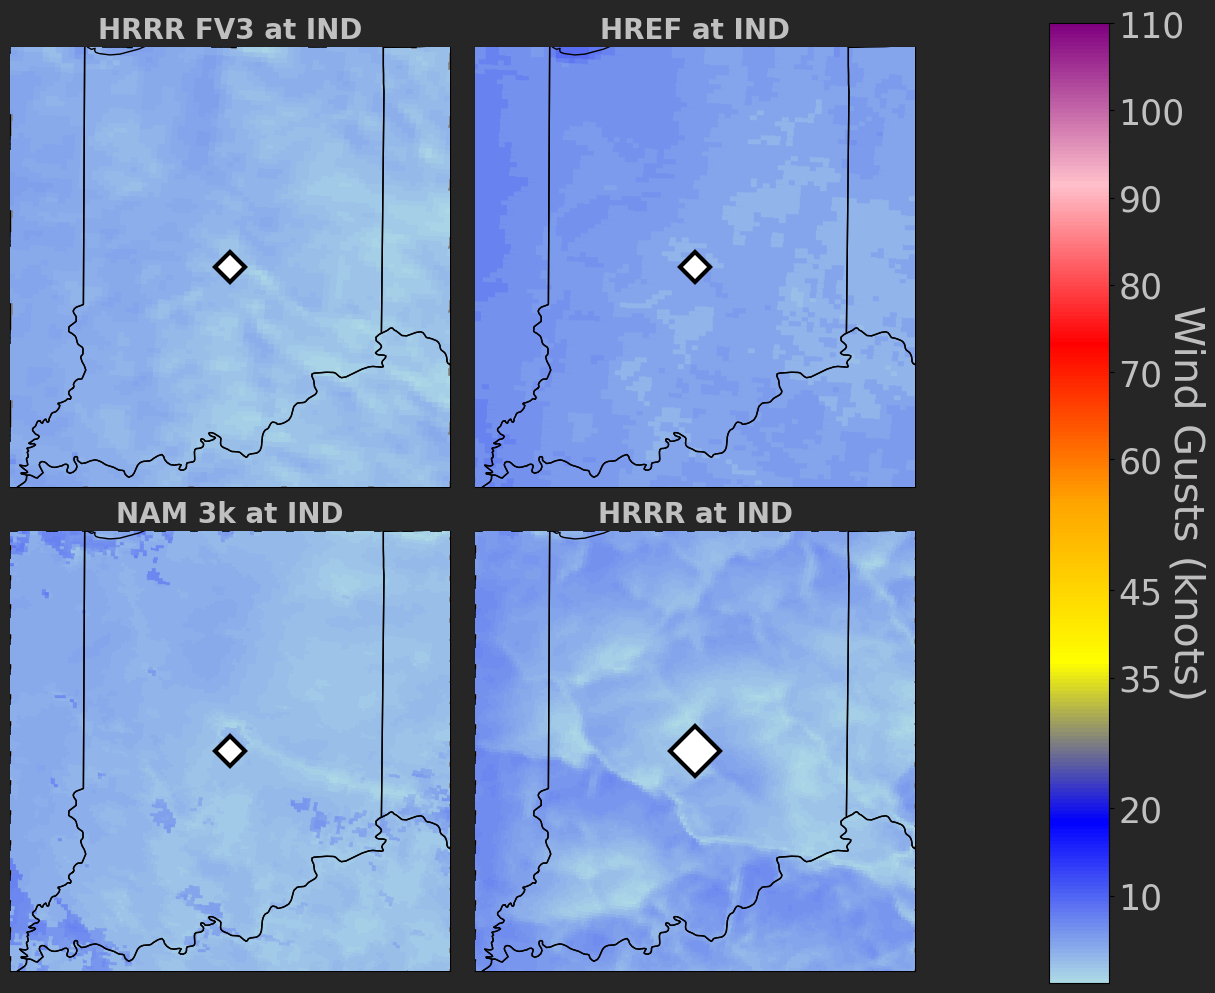 HRRR FV3 at IND
HREF at IND
NAM 3k at IND
HRRR at IND
110
100
90
80
70
60
45
35
20
10
Wind Gusts (knots)